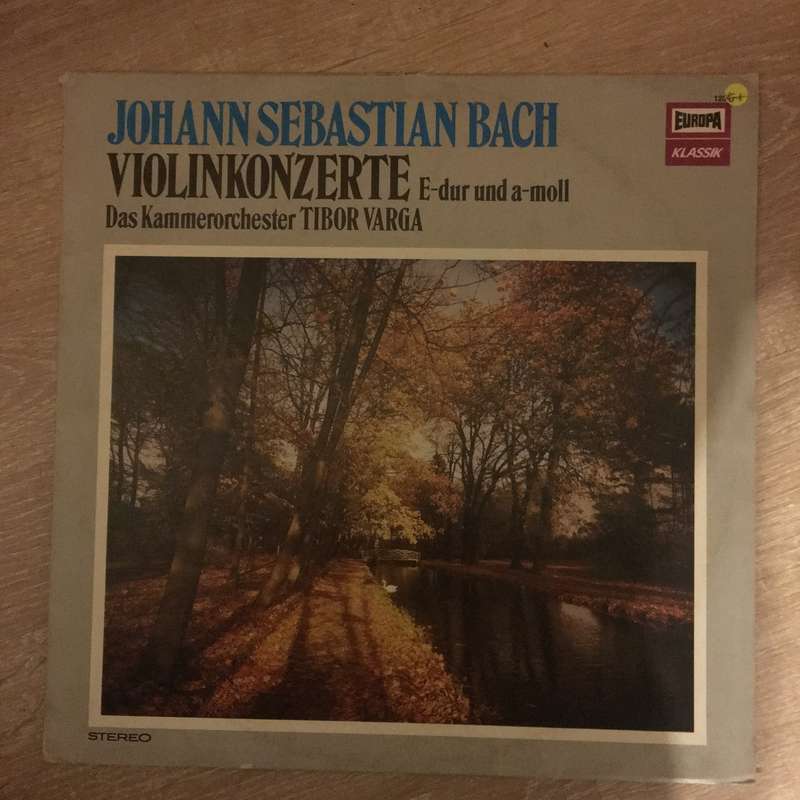 JOHANN SEBASTIAN BACH
VIOLINKONZERTE E-dur und a-moll
Das Kammerorchester TIBOR VARGA
EUROPA
KLASSIK
STEREO